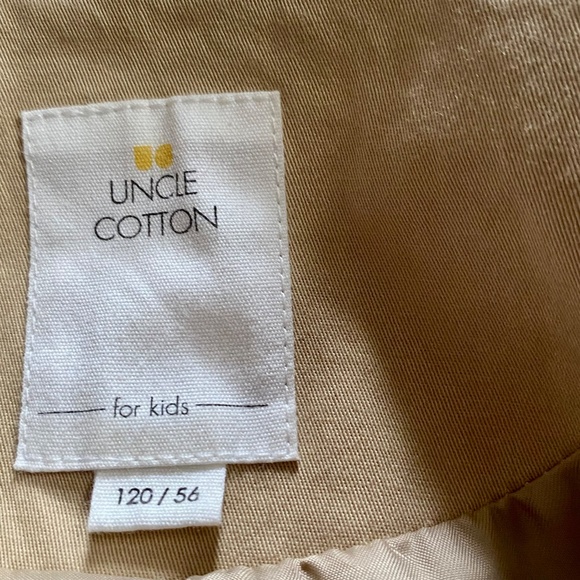 UNCLE
COTTON
for kids
120 / 56